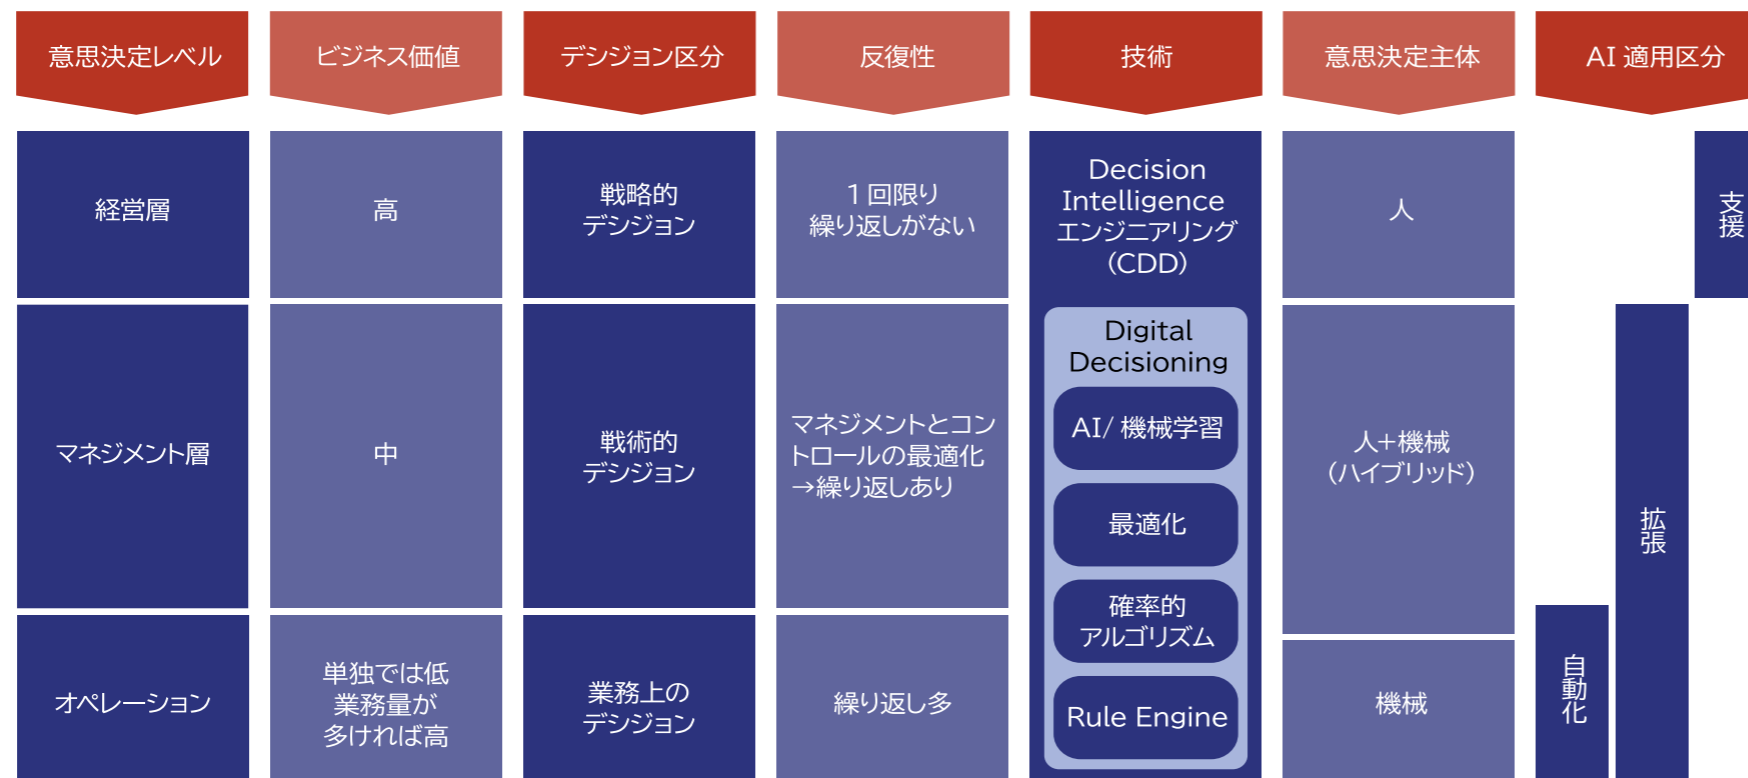 意思決定レベル
ビジネス価値
デシジョン区分
反復性
技術
意思決定主体
AI 適用区分
経営層
高
戦略的
デシジョン
1 回限り
繰り返しがない
Decision
Intelligence
エンジニアリング
(CDD)
人
支援
マネジメント層
中
戦術的
デシジョン
マネジメントとコン
トロールの最適化
→繰り返しあり
Digital
Decisioning
AI/ 機械学習
最適化
確率的
アルゴリズム
Rule Engine
人+機械
(ハイブリッド)
拡張
オペレーション
単独では低
業務量が
多ければ高
業務上の
デシジョン
繰り返し多
機械
自動化